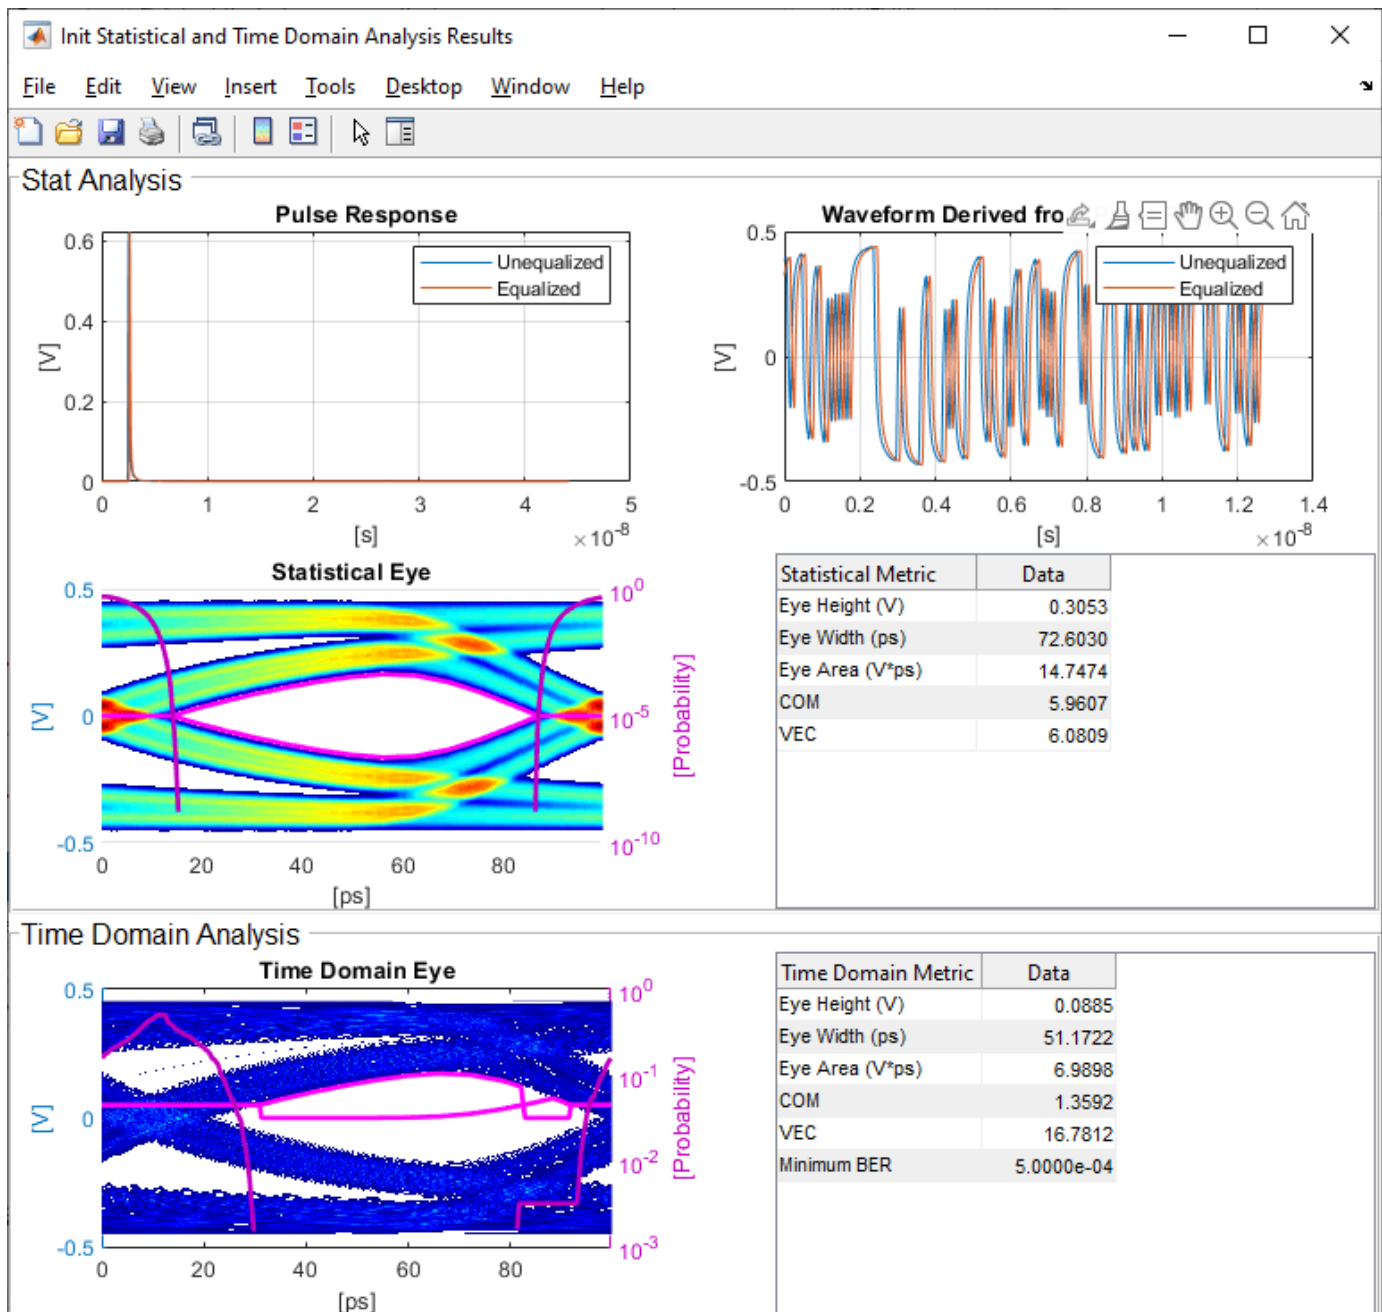 Init Statistical and Time Domain Analysis Results
File Edit View Insert Tools Desktop Window Help
Stat Analysis
Pulse Response
0.6
0.4
0.2
0
[V]
Unequalized
Equalized
0 1 2 3 4 5
[s]
×10-8
Waveform Derived fro
0.5
0
-0.5
[V]
Unequalized
Equalized
0 0.2 0.4 0.6 0.8 1 1.2 1.4
[s]
×10-8
Statistical Eye
0.5
0
-0.5
[V]
100
10-5
10-10
[Probability]
0 20 40 60 80
[ps]
Statistical Metric Data
Eye Height (V) 0.3053
Eye Width (ps) 72.6030
Eye Area (V*ps) 14.7474
COM 5.9607
VEC 6.0809
Time Domain Analysis
Time Domain Eye
0.5
0
-0.5
[V]
100
10-1
10-2
10-3
[Probability]
0 20 40 60 80
[ps]
Time Domain Metric Data
Eye Height (V) 0.0885
Eye Width (ps) 51.1722
Eye Area (V*ps) 6.9898
COM 1.3592
VEC 16.7812
Minimum BER 5.0000e-04